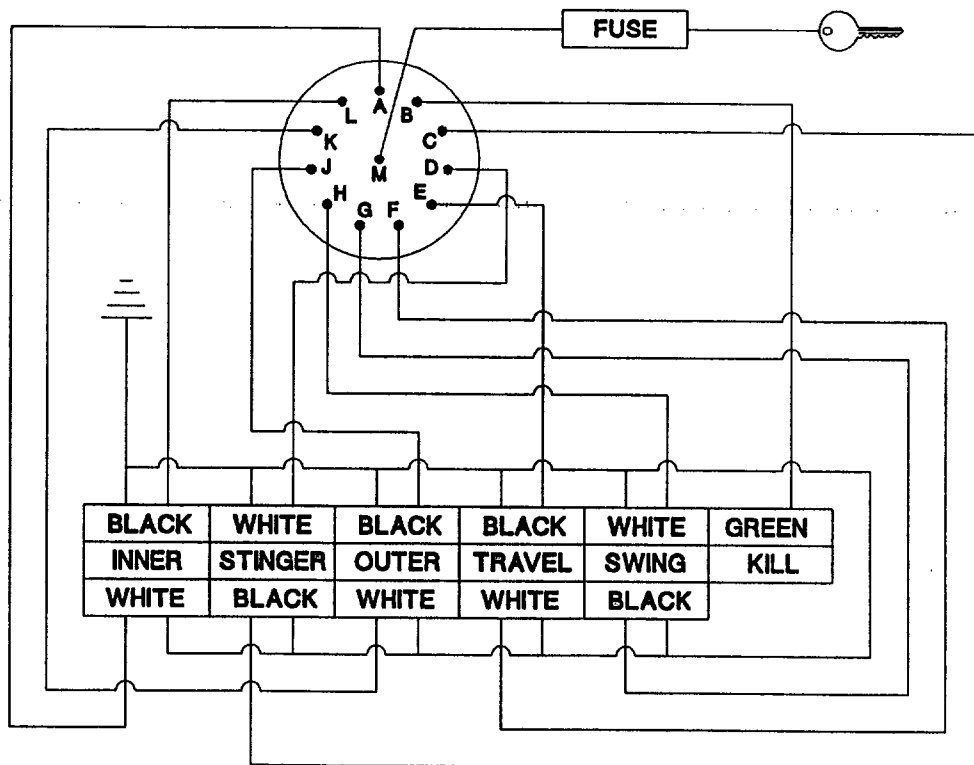 FUSE
A
L
B
K
C
J
M
D
H
E
G
F
BLACK WHITE BLACK BLACK WHITE GREEN
INNER STINGER OUTER TRAVEL SWING KILL
WHITE BLACK WHITE WHITE BLACK